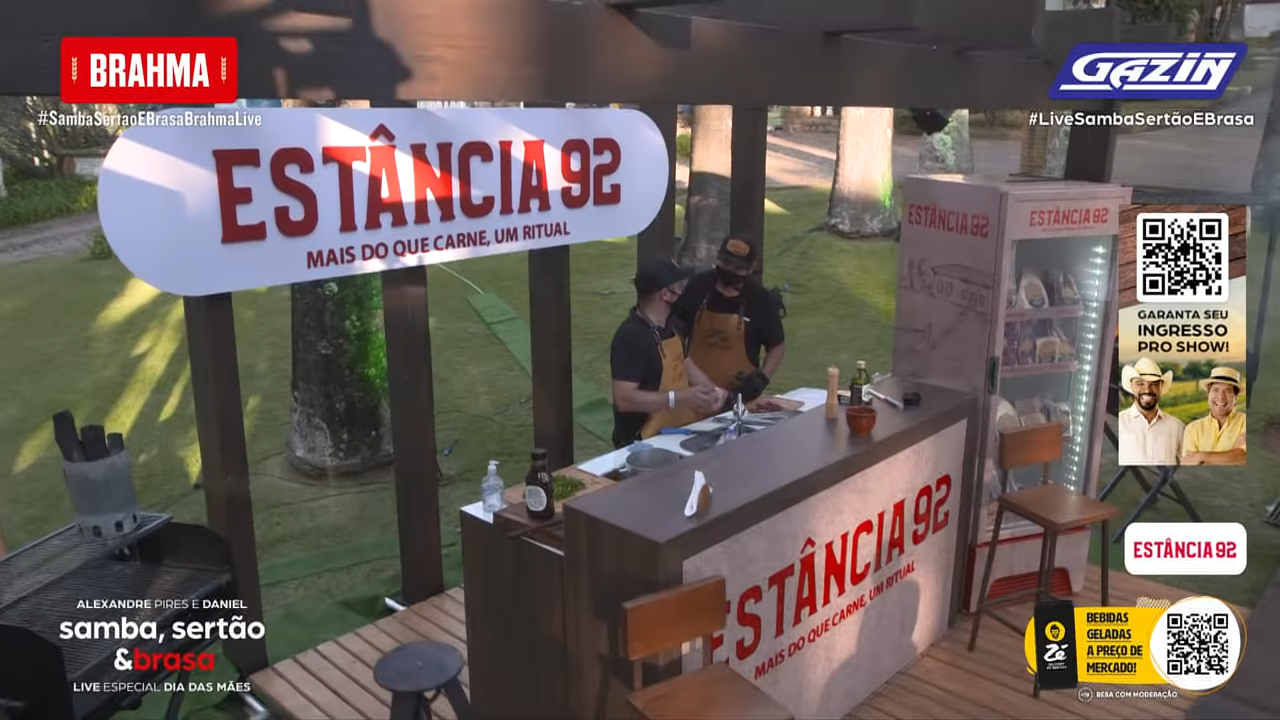 BRAHMA
#SambaSertaoEBrasaBrahmaLive
GAZIN
#LiveSambaSertãoEBrasa
ESTÂNCIA 92
MAIS DO QUE CARNE, UM RITUAL
ESTÂNCIA 92
ESTÂNCIA 92
GARANTA SEU
INGRESSO
PRO SHOW!
ESTÂNCIA 92
MAIS DO QUE CARNE, UM RITUAL
ESTÂNCIA 92
ALEXANDRE PIRES E DANIEL
samba, sertão
&brasa
LIVE ESPECIAL DIA DAS MÃES
Zé
BEBIDAS
GELADAS
A PREÇO DE
MERCADO!
BEBA COM MODERAÇÃO